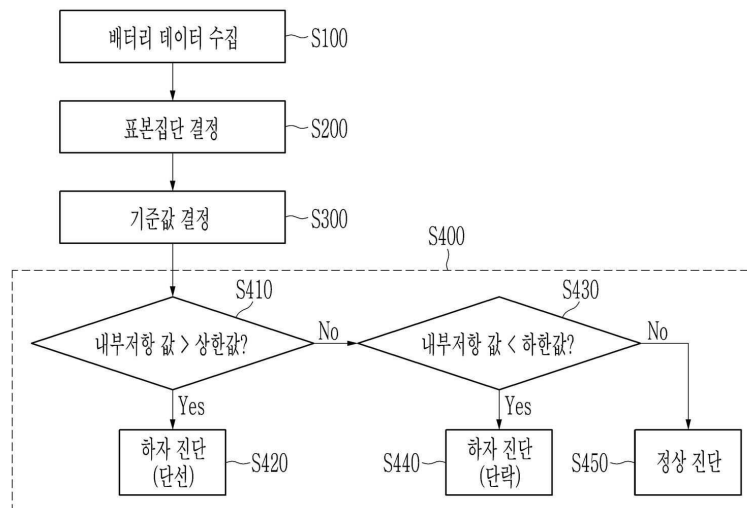 배터리 데이터 수집
S100
표본집단 결정
S200
기준값 결정
S300
S400
S410
내부저항 값 > 상한값?
No
S430
내부저항 값 < 하한값?
No
Yes
Yes
하자 진단
(단선)
S420
하자 진단
(단락)
S440
정상 진단
S450